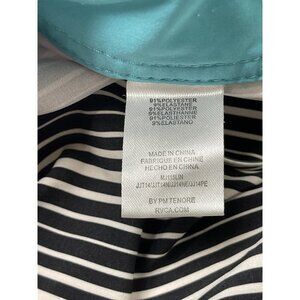 91%POLYESTER
9%ELASTANE
91%POLYESTER
9%ÉLASTHANNE
91%POLIÉSTER
9%ELASTANO
MADE IN CHINA
FABRIQUÉ EN CHINE
HECHO EN CHINA
BY PM TENORE
RVCA.COM